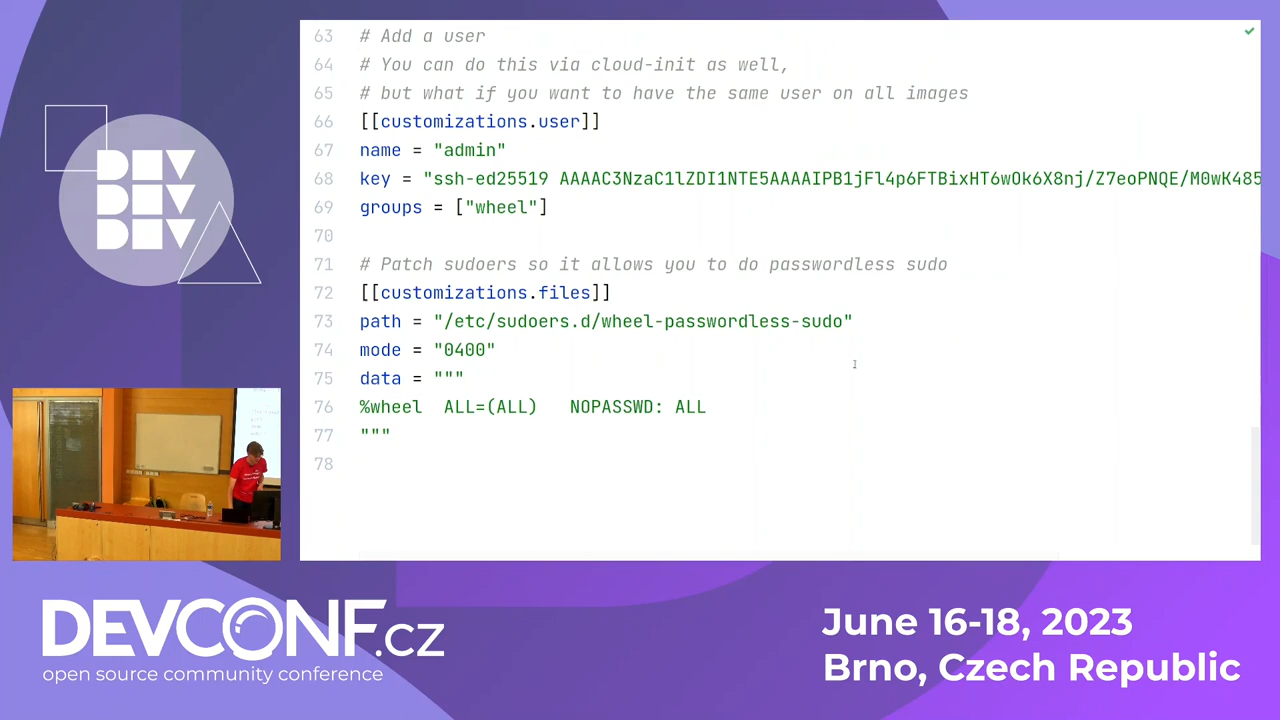 63 # Add a user
64 # You can do this via cloud-init as well,
65 # but what if you want to have the same user on all images
66 [[customizations.user]]
67 name = "admin"
68 key = "ssh-ed25519 AAAAC3NzaC1lZDI1NTE5AAAAIPB1jFl4p6FTBixHT6wOk6X8nj/Z7eoPNQE/M0wK485
69 groups = ["wheel"]
70
71 # Patch sudoers so it allows you to do passwordless sudo
72 [[customizations.files]]
73 path = "/etc/sudoers.d/wheel-passwordless-sudo"
74 mode = "0400"
75 data = """
76 %wheel  ALL=(ALL)   NOPASSWD: ALL
77 """
78
DEV
DEV
DEV
DEVCONF.cz
open source community conference
June 16-18, 2023
Brno, Czech Republic